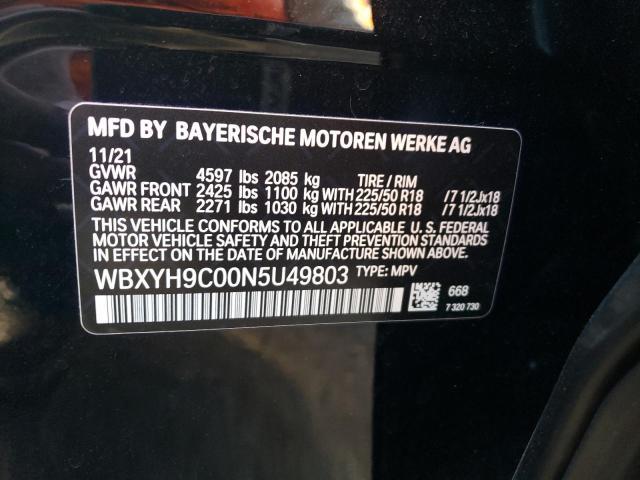 MFD BY BAYERISCHE MOTOREN WERKE AG
11/21
GVWR 4597 lbs 2085 kg TIRE / RIM
GAWR FRONT 2425 lbs 1100 kg WITH 225/50 R18 /7 1/2Jx18
GAWR REAR 2271 lbs 1030 kg WITH 225/50 R18 /7 1/2Jx18
THIS VEHICLE CONFORMS TO ALL APPLICABLE U. S. FEDERAL
MOTOR VEHICLE SAFETY AND THEFT PREVENTION STANDARDS
IN EFFECT ON THE DATE OF MANUFACTURE SHOWN ABOVE.
WBXYH9C00N5U49803 TYPE: MPV
668
7 320 730